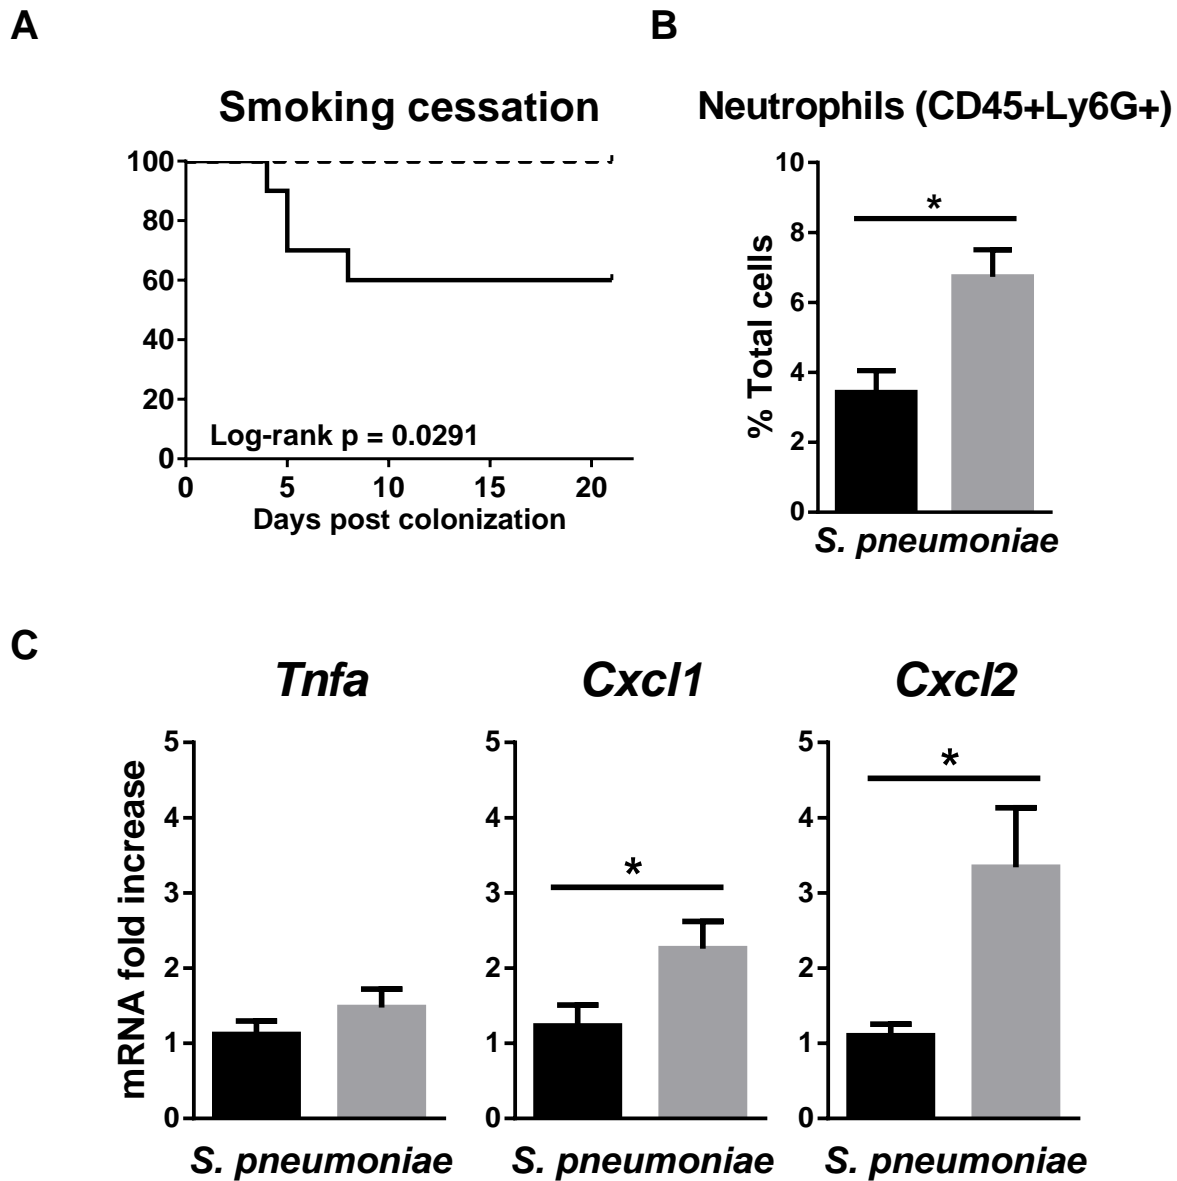 A
B
Smoking cessation
100
80
60
40
20
0
Log-rank p = 0.0291
0 5 10 15 20
Days post colonization
Neutrophils (CD45+Ly6G+)
% Total cells
10
8
6
4
2
0
*
S. pneumoniae
C
Tnfa
mRNA fold increase
5
4
3
2
1
0
S. pneumoniae
Cxcl1
5
4
3
2
1
0
*
S. pneumoniae
Cxcl2
5
4
3
2
1
0
*
S. pneumoniae